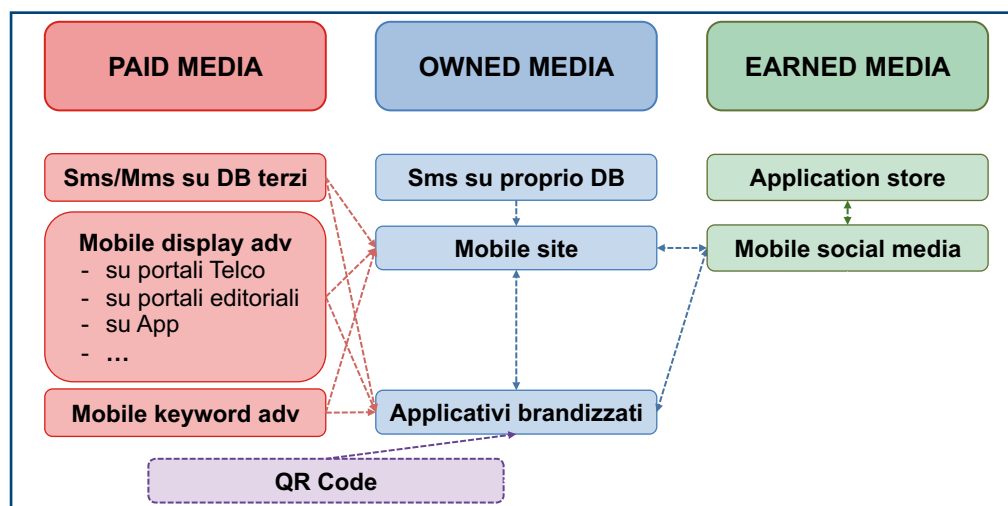 PAID MEDIA
OWNED MEDIA
EARNED MEDIA
Sms/Mms su DB terzi
Sms su proprio DB
Application store
Mobile display adv
- su portali Telco
- su portali editoriali
- su App
- ...
Mobile site
Mobile social media
Mobile keyword adv
Applicativi brandizzati
QR Code